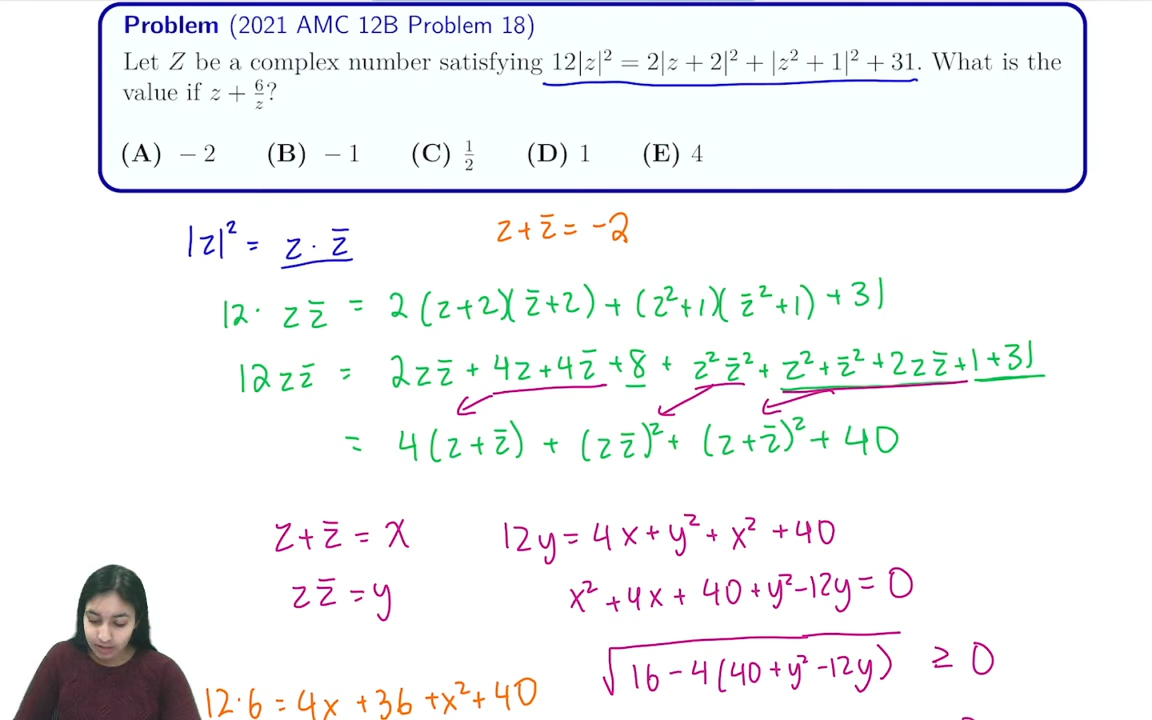 Problem (2021 AMC 12B Problem 18)
Let Z be a complex number satisfying 12|z|² = 2|z + 2|² + |z² + 1|² + 31. What is the
value if z + 6/z?
(A) − 2 (B) − 1 (C) 1/2 (D) 1 (E) 4
|z|² = z · z̄
z + z̄ = -2
12 · z z̄ = 2(z+2)(z̄+2) + (z²+1)(z̄²+1) + 31
12zz̄ = 2zz̄ + 4z + 4z̄ + 8 + z²z̄² + z² + z̄² + 2zz̄ + 1 + 31
= 4(z+z̄) + (zz̄)² + (z+z̄)² + 40
z + z̄ = x
12y = 4x + y² + x² + 40
zz̄ = y
x² + 4x + 40 + y² - 12y = 0
√(16 - 4(40 + y² - 12y)) ≥ 0
12·6 = 4x + 36 + x² + 40